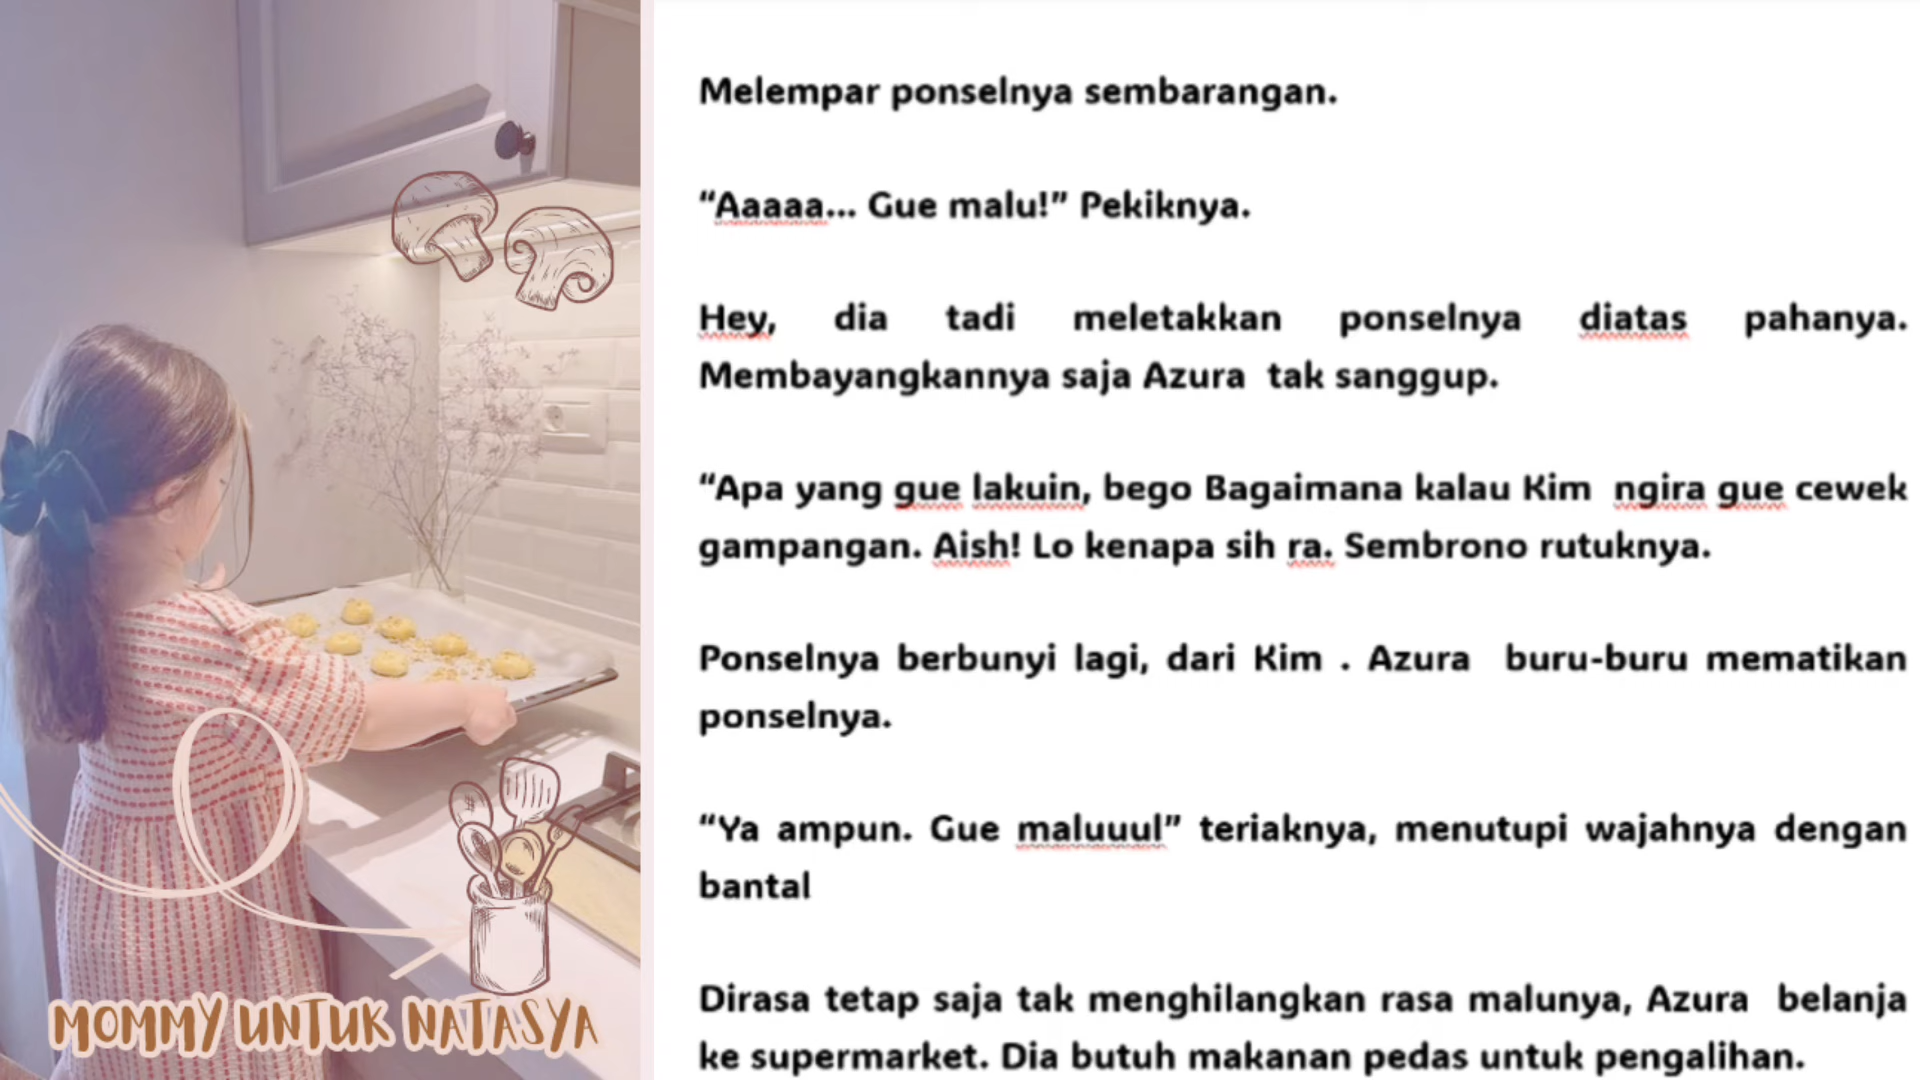 Melempar ponselnya sembarangan.
“Aaaaa... Gue malu!” Pekiknya.
Hey, dia tadi meletakkan ponselnya diatas pahanya.
Membayangkannya saja Azura tak sanggup.
“Apa yang gue lakuin, bego Bagaimana kalau Kim ngira gue cewek
gampangan. Aish! Lo kenapa sih ra. Sembrono rutuknya.
Ponselnya berbunyi lagi, dari Kim . Azura buru-buru mematikan
ponselnya.
“Ya ampun. Gue maluuul” teriaknya, menutupi wajahnya dengan
bantal
Dirasa tetap saja tak menghilangkan rasa malunya, Azura belanja
ke supermarket. Dia butuh makanan pedas untuk pengalihan.
MOMMY UNTUK NATASYA